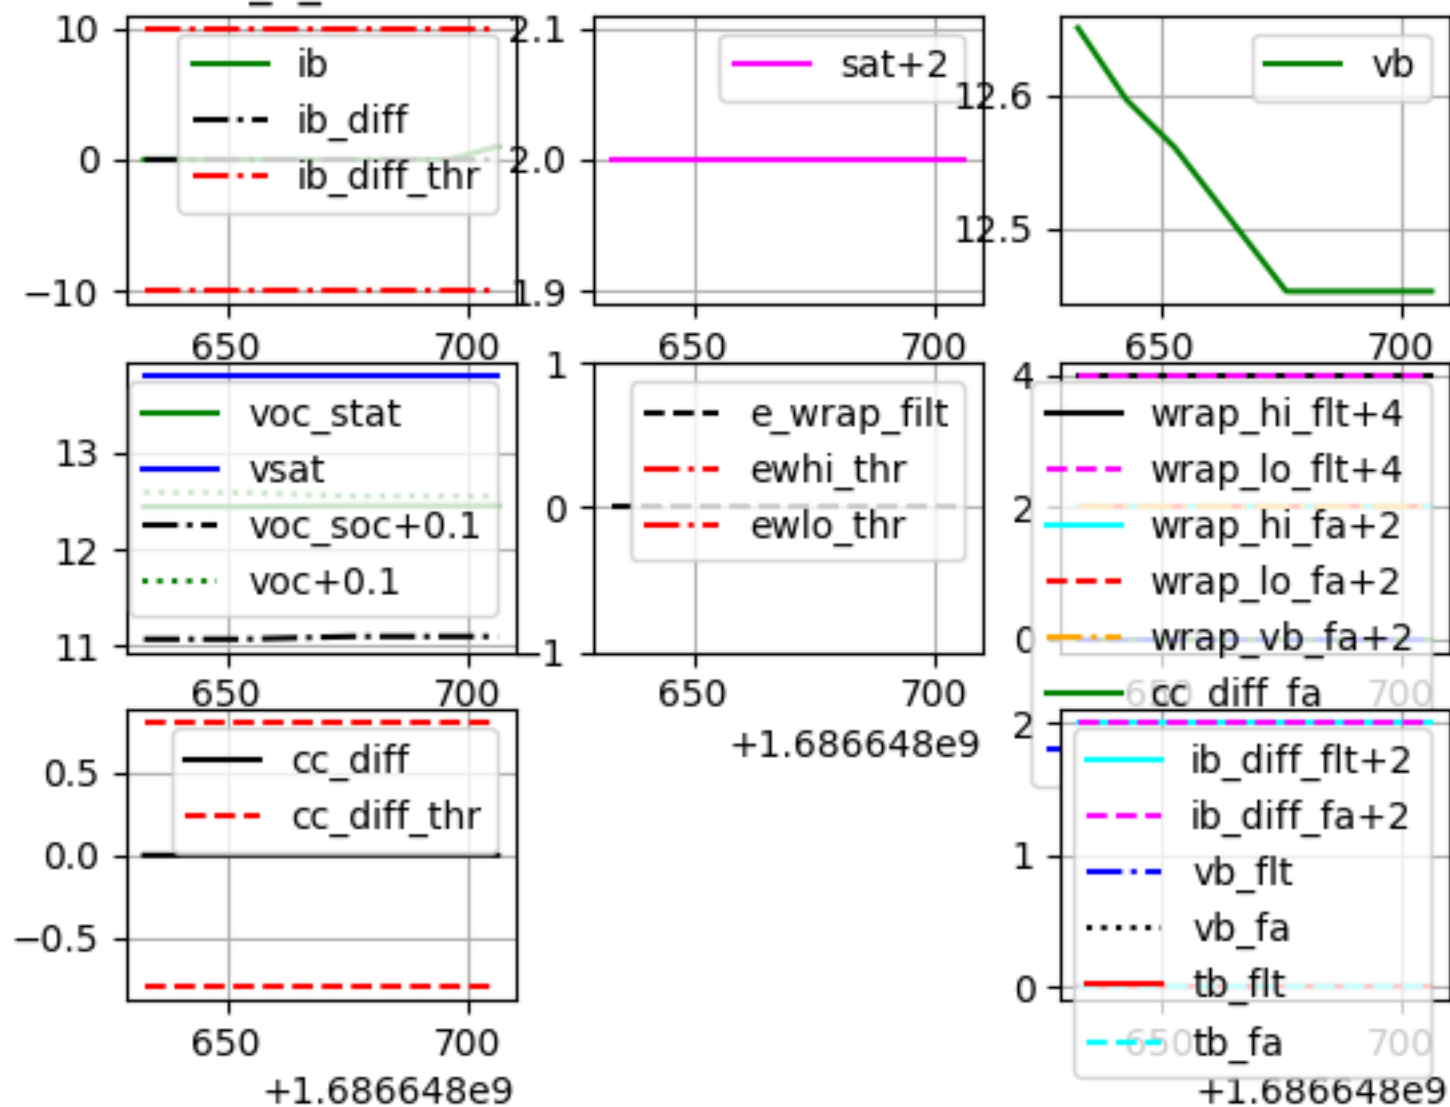 10
0
−10
ib
ib_diff
ib_diff_thr
650
700
2.1
2.0
1.9
sat+2
650
700
12.6
12.5
vb
650
700
13
12
11
voc_stat
vsat
voc_soc+0.1
voc+0.1
650
700
1
0
−1
e_wrap_filt
ewhi_thr
ewlo_thr
650
700
+1.686648e9
4
2
0
wrap_hi_flt+4
wrap_lo_flt+4
wrap_hi_fa+2
wrap_lo_fa+2
wrap_vb_fa+2
cc_diff_fa
650
700
0.5
0.0
−0.5
cc_diff
cc_diff_thr
650
700
+1.686648e9
2
1
0
ib_diff_flt+2
ib_diff_fa+2
vb_flt
vb_fa
tb_flt
tb_fa
650
700
+1.686648e9